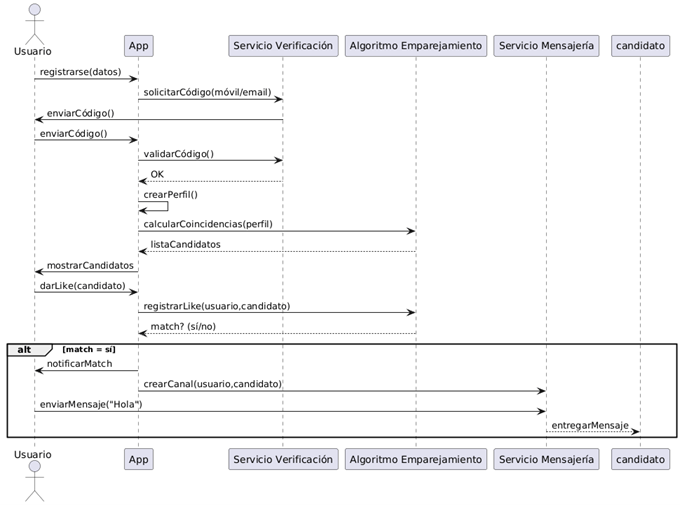 Usuario
App
Servicio Verificación
Algoritmo Emparejamiento
Servicio Mensajería
candidato
registrarse(datos)
solicitarCódigo(móvil/email)
enviarCódigo()
enviarCódigo()
validarCódigo()
OK
crearPerfil()
calcularCoincidencias(perfil)
listaCandidatos
mostrarCandidatos
darLike(candidato)
registrarLike(usuario,candidato)
match? (sí/no)
alt [match = sí]
notificarMatch
crearCanal(usuario,candidato)
enviarMensaje("Hola")
entregarMensaje
Usuario
App
Servicio Verificación
Algoritmo Emparejamiento
Servicio Mensajería
candidato